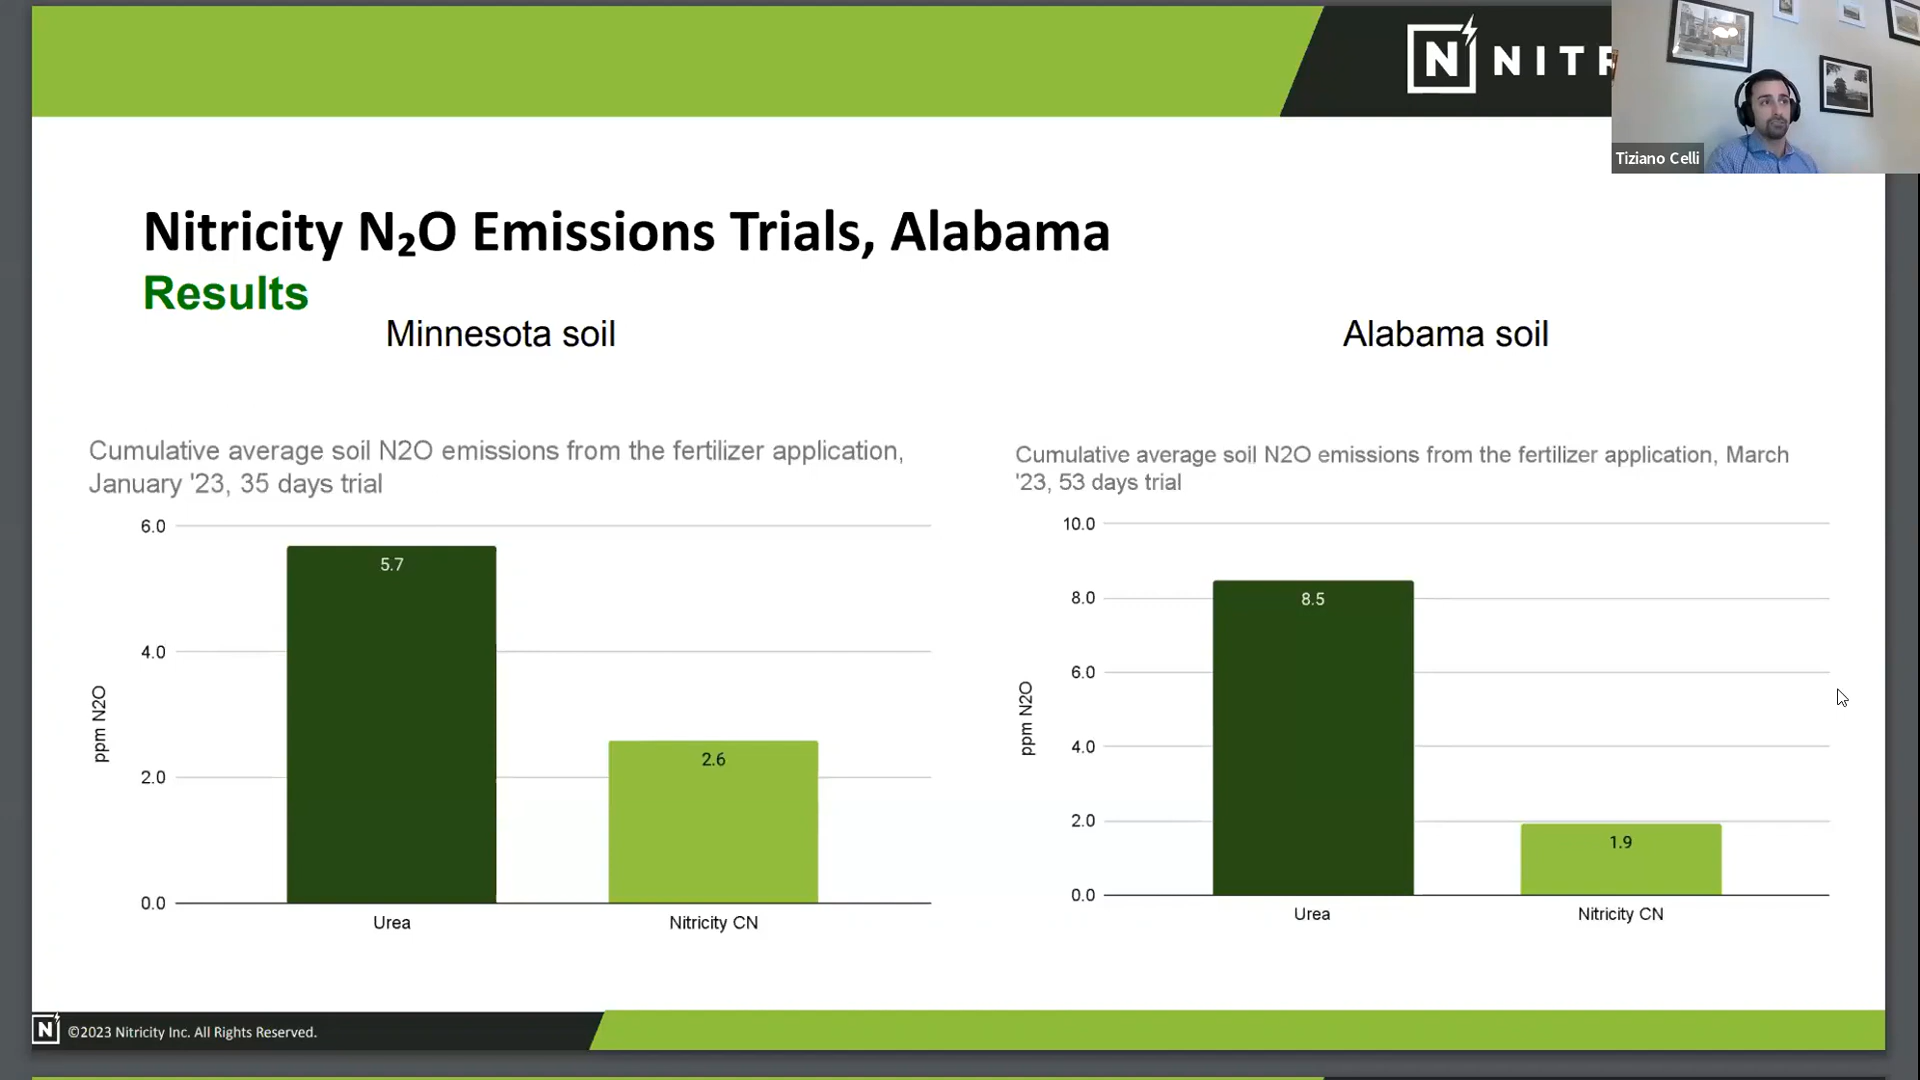 N NITR
Tiziano Celli
Nitricity N₂O Emissions Trials, Alabama
Results
Minnesota soil
Cumulative average soil N2O emissions from the fertilizer application,
January '23, 35 days trial
6.0
4.0
2.0
0.0
ppm N2O
5.7
2.6
Urea
Nitricity CN
Alabama soil
Cumulative average soil N2O emissions from the fertilizer application, March
'23, 53 days trial
10.0
8.0
6.0
4.0
2.0
0.0
ppm N2O
8.5
1.9
Urea
Nitricity CN
N ©2023 Nitricity Inc. All Rights Reserved.